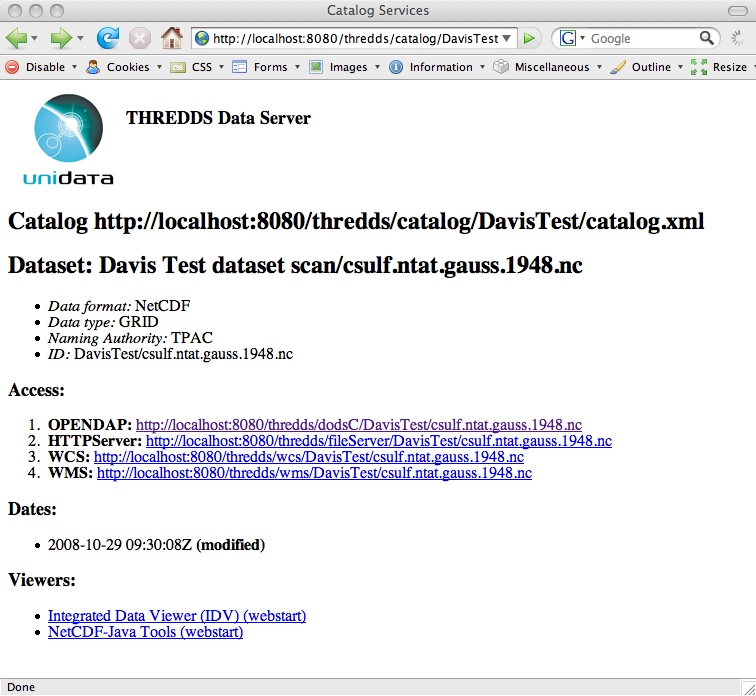 Catalog Services
http://localhost:8080/thredds/catalog/DavisTest
Google
Disable Cookies CSS Forms Images Information Miscellaneous Outline Resize
THREDDS Data Server
unidata
Catalog http://localhost:8080/thredds/catalog/DavisTest/catalog.xml
Dataset: Davis Test dataset scan/csulf.ntat.gauss.1948.nc
• Data format: NetCDF
• Data type: GRID
• Naming Authority: TPAC
• ID: DavisTest/csulf.ntat.gauss.1948.nc
Access:
1. OPENDAP: http://localhost:8080/thredds/dodsC/DavisTest/csulf.ntat.gauss.1948.nc
2. HTTPServer: http://localhost:8080/thredds/fileServer/DavisTest/csulf.ntat.gauss.1948.nc
3. WCS: http://localhost:8080/thredds/wcs/DavisTest/csulf.ntat.gauss.1948.nc
4. WMS: http://localhost:8080/thredds/wms/DavisTest/csulf.ntat.gauss.1948.nc
Dates:
• 2008-10-29 09:30:08Z (modified)
Viewers:
• Integrated Data Viewer (IDV) (webstart)
• NetCDF-Java Tools (webstart)
Done